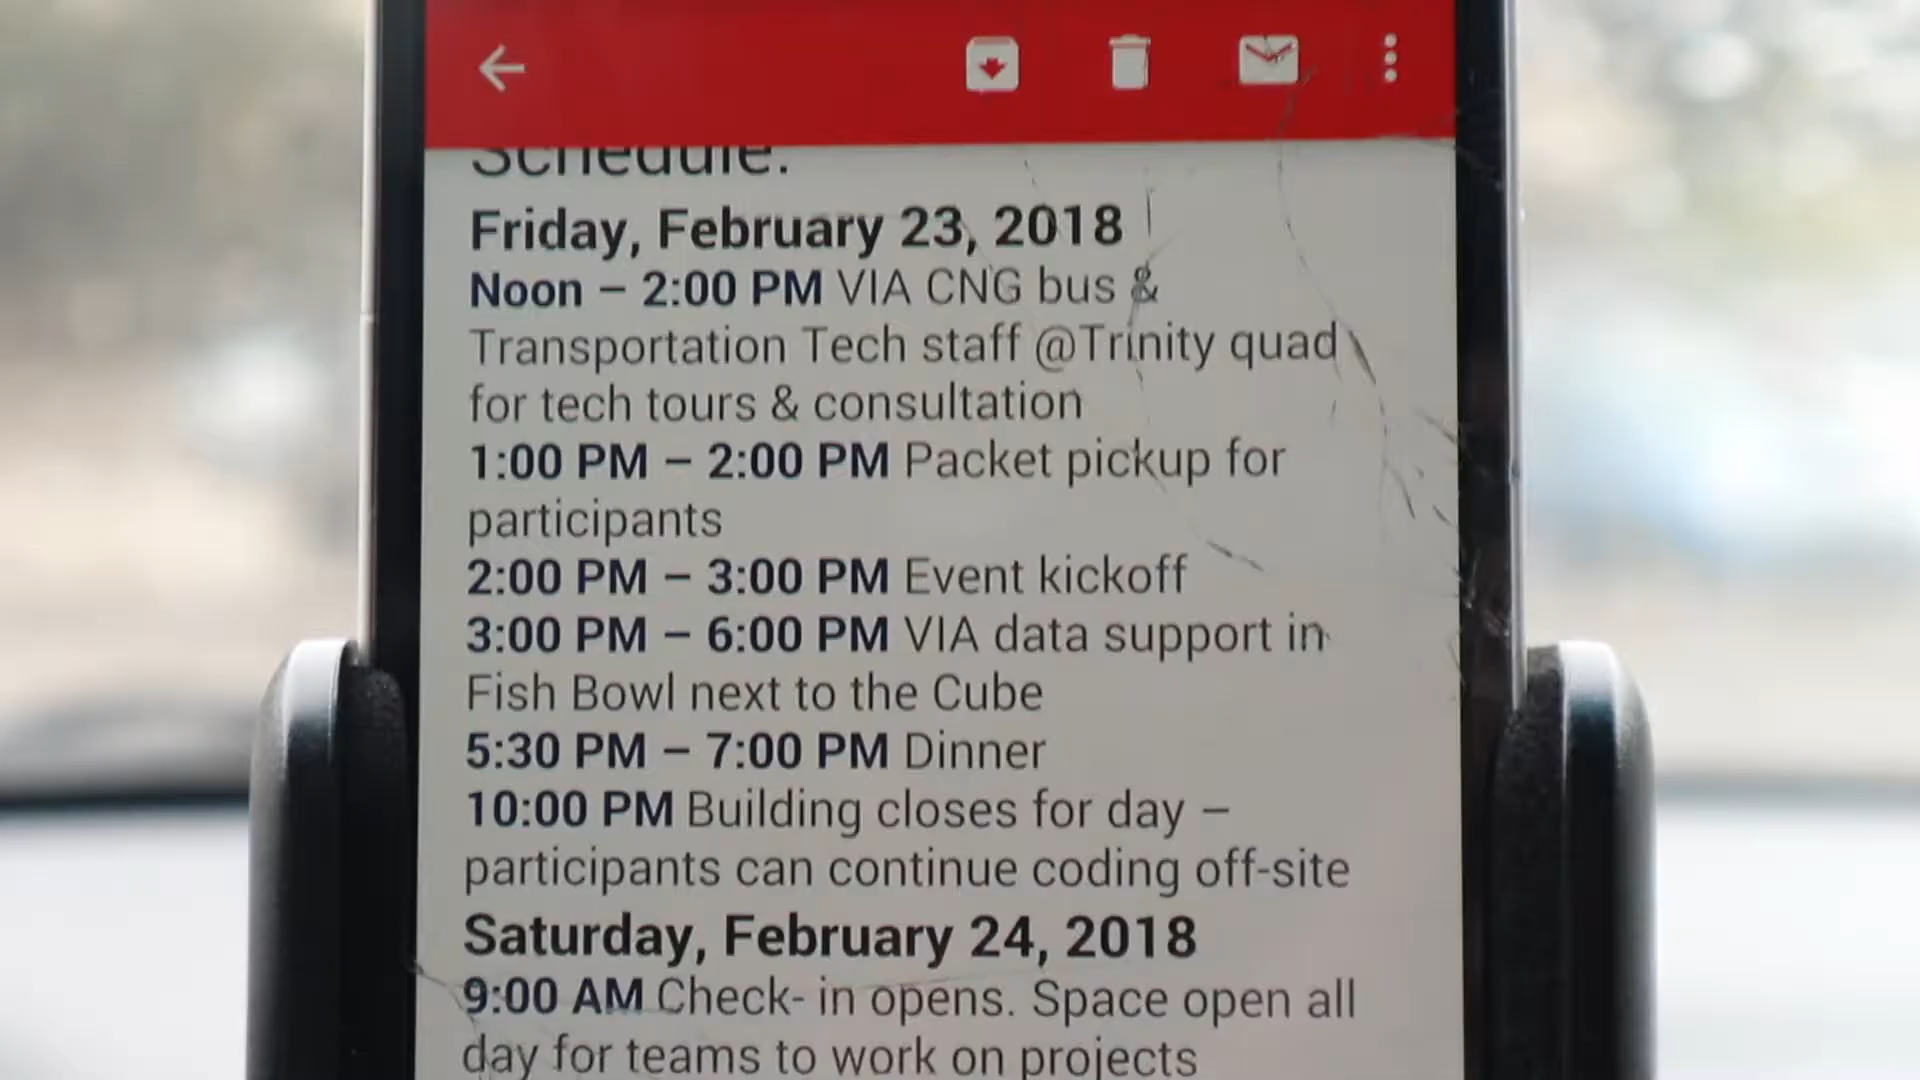 Schedule:
Friday, February 23, 2018
Noon – 2:00 PM VIA CNG bus &
Transportation Tech staff @Trinity quad
for tech tours & consultation
1:00 PM – 2:00 PM Packet pickup for
participants
2:00 PM – 3:00 PM Event kickoff
3:00 PM – 6:00 PM VIA data support in
Fish Bowl next to the Cube
5:30 PM – 7:00 PM Dinner
10:00 PM Building closes for day –
participants can continue coding off-site
Saturday, February 24, 2018
9:00 AM Check- in opens. Space open all
day for teams to work on projects